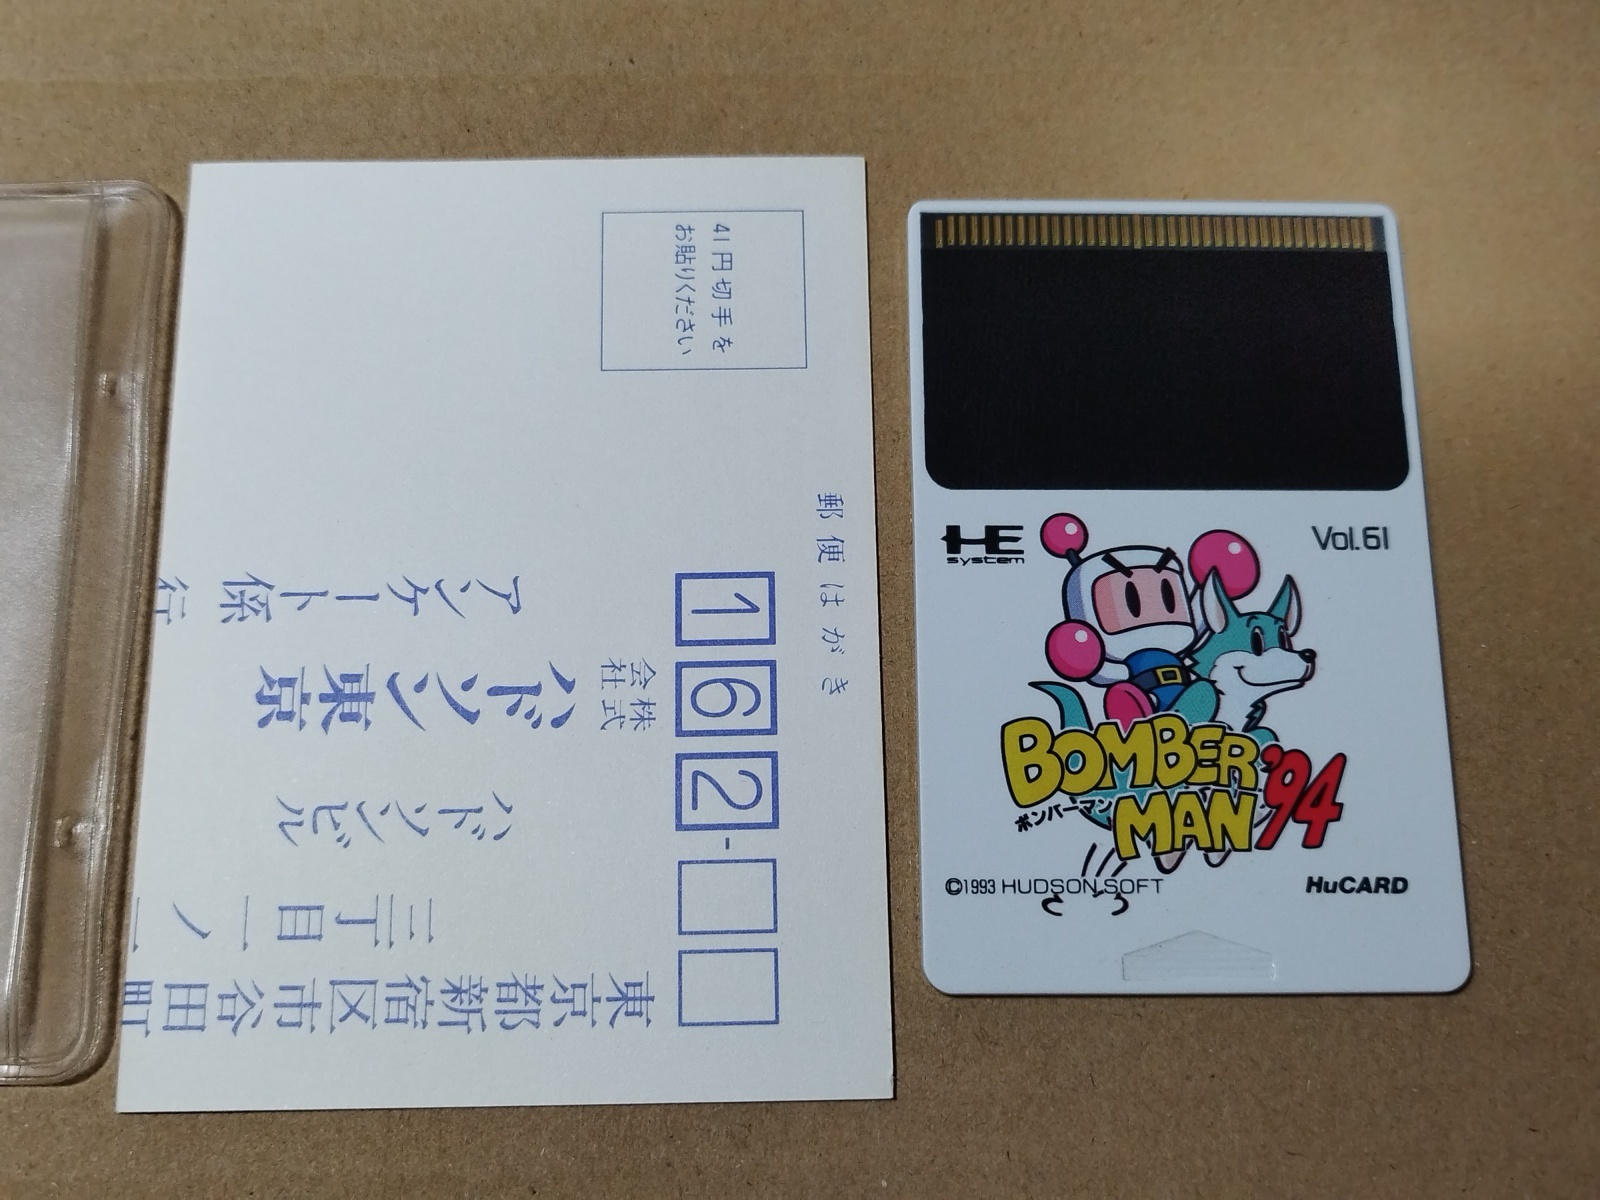 41円切手を
お貼りください
郵便はがき
162-
東京都新宿区市谷田町
三丁目一ノ
ハドソンビル
株式会社
ハドソン東京
アンケート係 行
HE
system
Vol.61
BOMBER
MAN '94
ボンバーマン
©1993 HUDSON SOFT
HuCARD